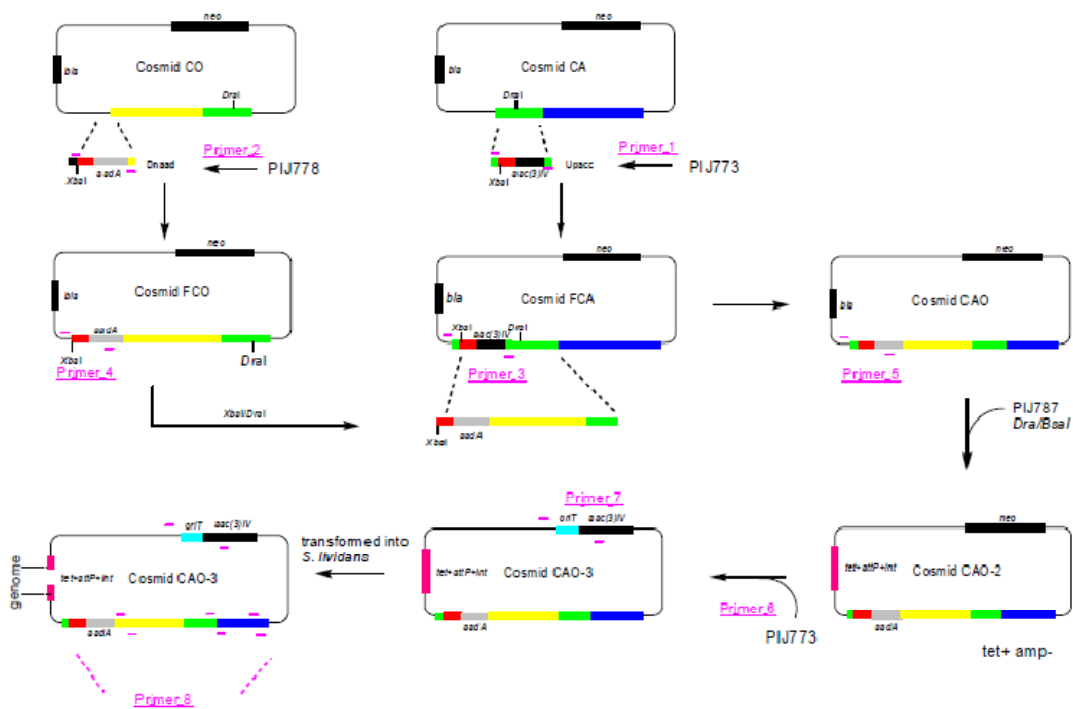 neo
neo
bla
Cosmid CO
bla
Cosmid CA
DraI
DraI
Primer_2
Primer_1
Dnaad
PIJ778
Upacc
PIJ773
XbaI
aadA
XbaI
aac(3)IV
neo
neo
neo
bla
Cosmid FCO
bla
Cosmid FCA
bla
Cosmid CAO
XbaI
DraI
aadA
aac(3)IV
XbaI
DraI
Primer_4
Primer_3
Primer_5
XbaI/DraI
PIJ787
Dra/BsaI
XbaI
aadA
Primer_7
oriT
aac(3)IV
oriT
aac(3)IV
neo
transformed into
S. lividans
genome
tet+attP+int
Cosmid CAO-3
tet+attP+int
Cosmid CAO-3
tet+attP+int
Cosmid CAO-2
Primer_6
PIJ773
aadA
aadA
aadA
tet+ amp-
Primer_8